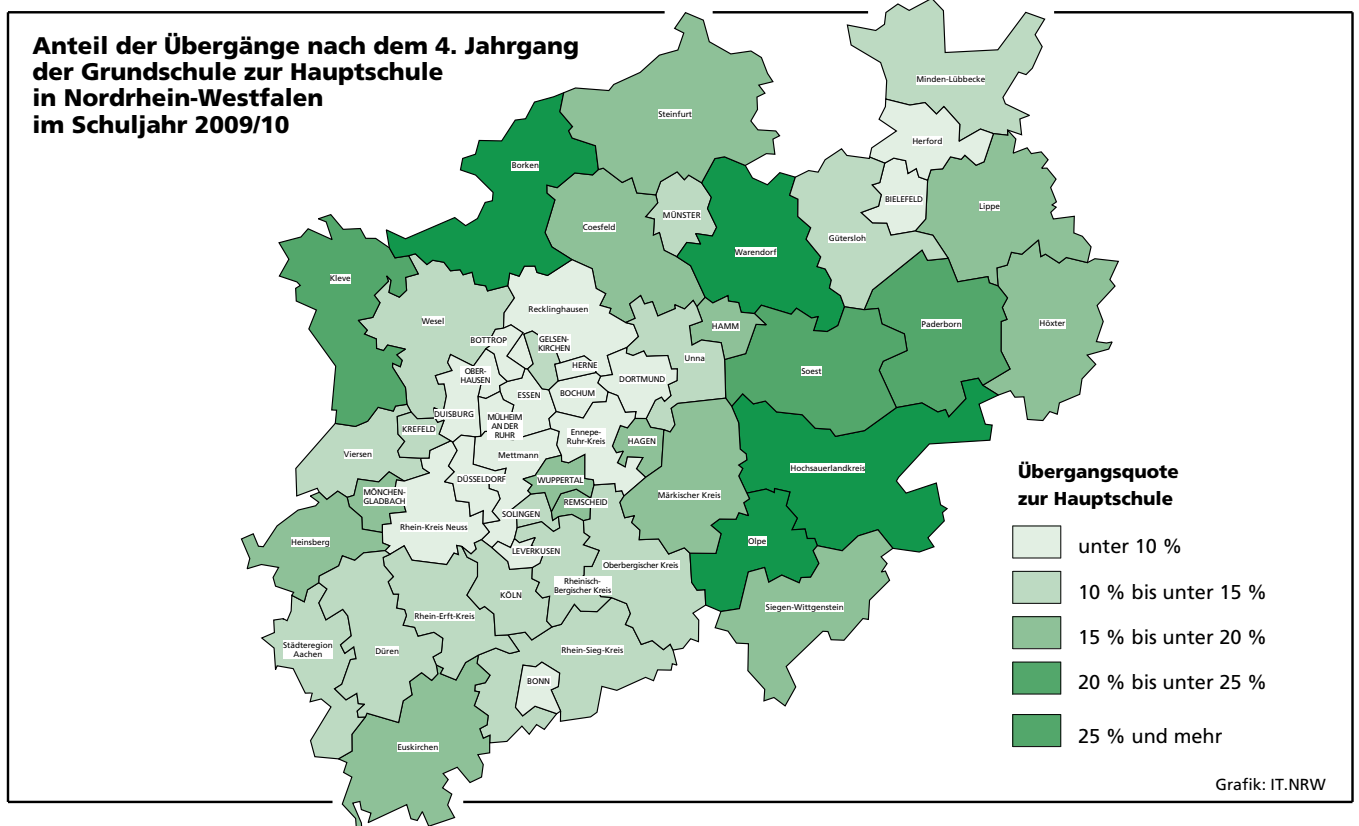 Anteil der Übergänge nach dem 4. Jahrgang
der Grundschule zur Hauptschule
in Nordrhein-Westfalen
im Schuljahr 2009/10
Minden-Lübbecke
Steinfurt
Herford
Borken
BIELEFELD
Lippe
MÜNSTER
Coesfeld
Gütersloh
Warendorf
Kleve
Recklinghausen
Wesel
HAMM
Paderborn
Höxter
BOTTROP
GELSEN-
KIRCHEN
Unna
HERNE
Soest
OBER-
HAUSEN
DORTMUND
ESSEN
BOCHUM
DUISBURG
MÜLHEIM
AN DER
RUHR
KREFELD
Ennepe-
Ruhr-Kreis
HAGEN
Viersen
Mettmann
Hochsauerlandkreis
DÜSSELDORF
WUPPERTAL
MÖNCHEN-
GLADBACH
Märkischer Kreis
REMSCHEID
SOLINGEN
Rhein-Kreis Neuss
Heinsberg
Olpe
LEVERKUSEN
Oberbergischer Kreis
Rheinisch-
Bergischer Kreis
KÖLN
Siegen-Wittgenstein
Rhein-Erft-Kreis
Städteregion
Aachen
Düren
Rhein-Sieg-Kreis
BONN
Euskirchen
Übergangsquote
zur Hauptschule
unter 10 %
10 % bis unter 15 %
15 % bis unter 20 %
20 % bis unter 25 %
25 % und mehr
Grafik: IT.NRW